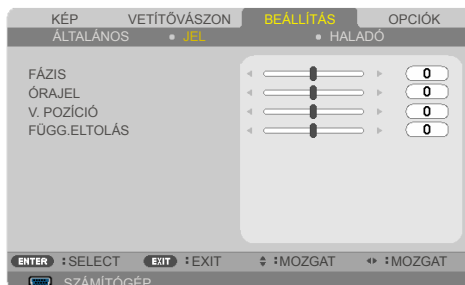 KÉP VETÍTŐVÁSZON BEÁLLÍTÁS OPCIÓK
ÁLTALÁNOS • JEL • HALADÓ
FÁZIS 0
ÓRAJEL 0
V. POZÍCIÓ 0
FÜGG.ELTOLÁS 0
ENTER :SELECT EXIT :EXIT :MOZGAT :MOZGAT
SZÁMÍTÓGÉP